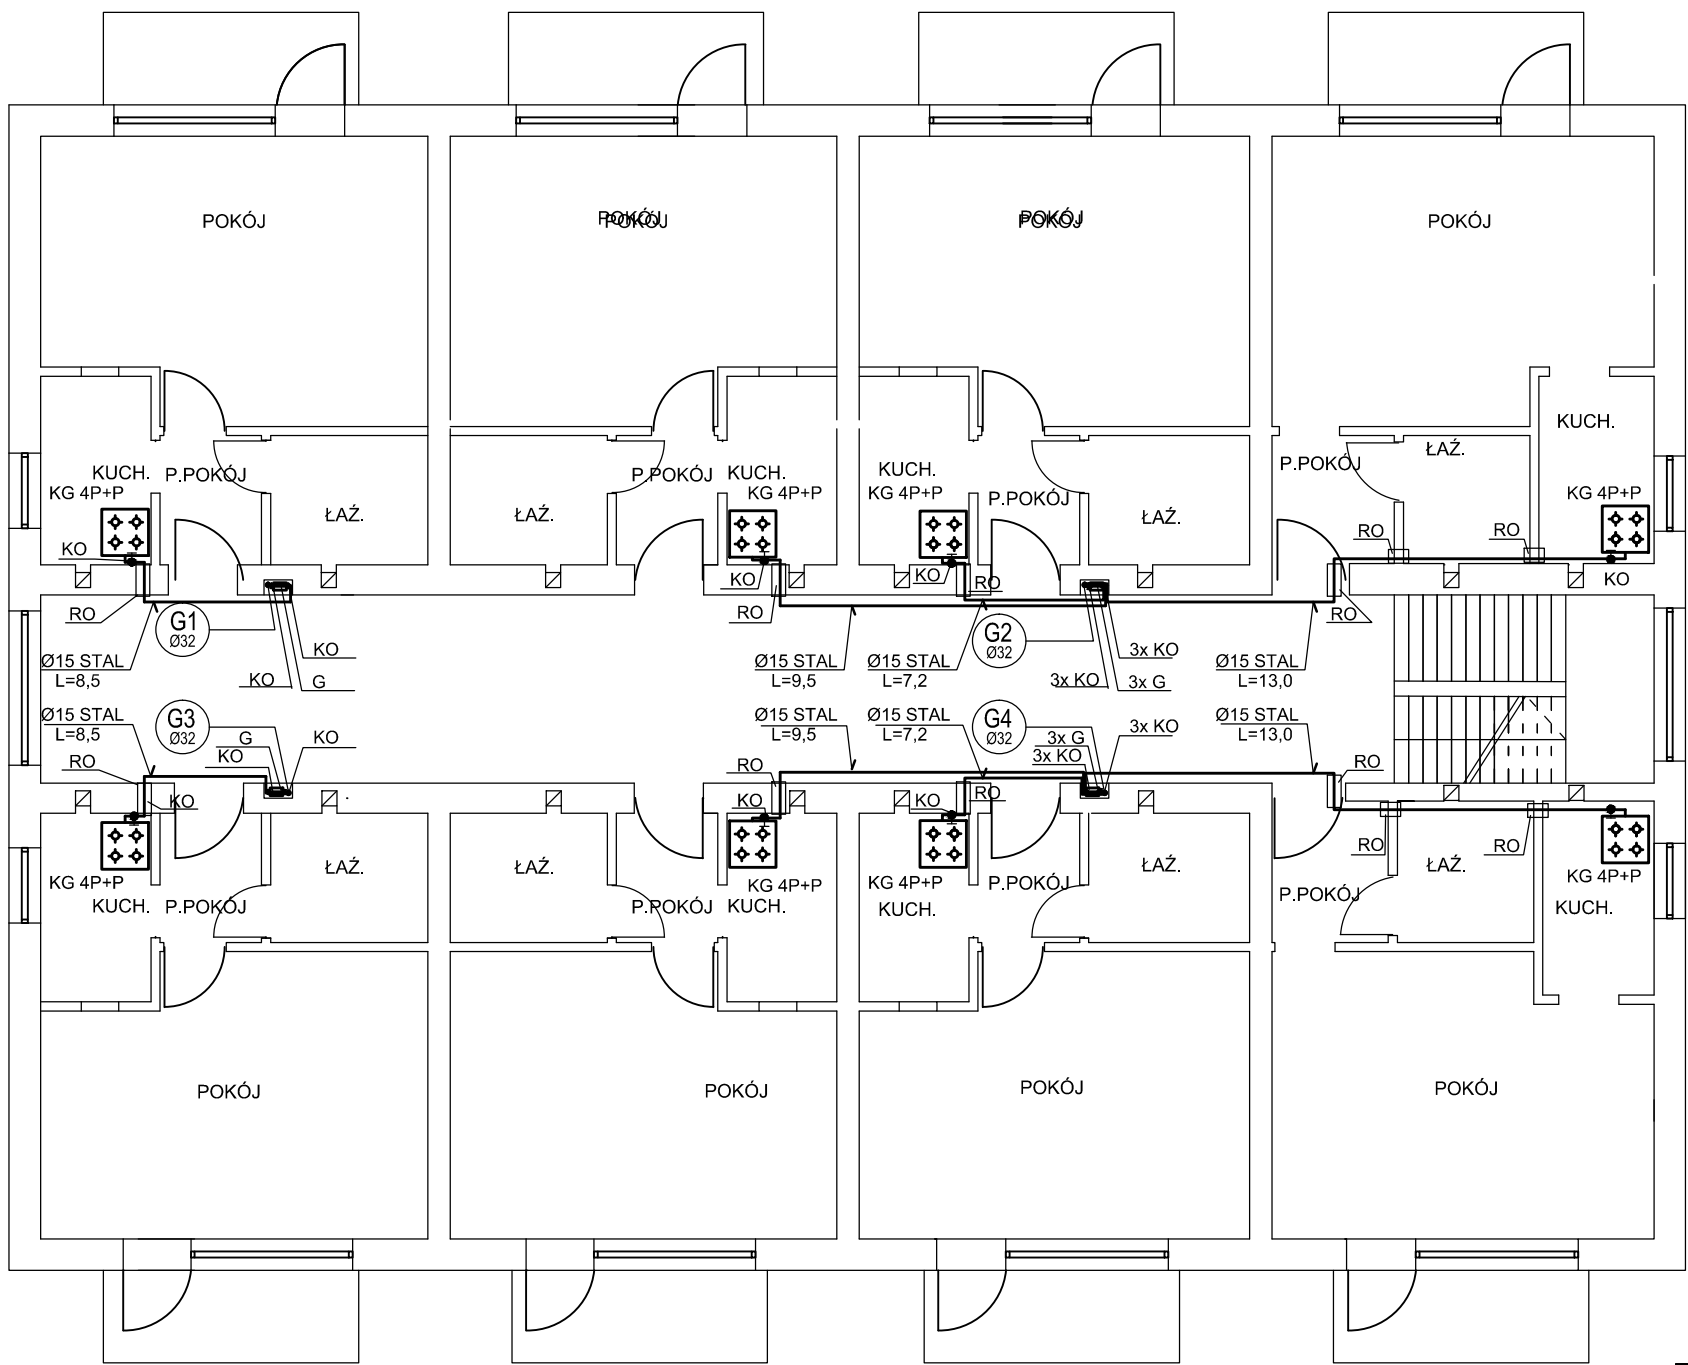 POKÓJ
POKÓJ
POKÓJ
POKÓJ
POKÓJ
POKÓJ
KUCH.
KUCH.
P.POKÓJ
KG 4P+P
ŁAŹ.
KO
RO
ŁAŹ.
P.POKÓJ
KUCH.
KG 4P+P
KO
RO
KUCH.
KG 4P+P
P.POKÓJ
ŁAŹ.
KO
RO
P.POKÓJ
ŁAŹ.
KG 4P+P
RO
RO
KO
RO
G1
Ø32
KO
KO
G
Ø15 STAL
L=8,5
Ø15 STAL
L=9,5
Ø15 STAL
L=7,2
G2
Ø32
3x KO
3x KO
3x G
Ø15 STAL
L=13,0
Ø15 STAL
L=8,5
G3
Ø32
G
KO
KO
Ø15 STAL
L=9,5
Ø15 STAL
L=7,2
G4
Ø32
3x G
3x KO
3x KO
Ø15 STAL
L=13,0
RO
KO
RO
KO
KO
RO
RO
RO
RO
KG 4P+P
KUCH.
P.POKÓJ
ŁAŹ.
ŁAŹ.
P.POKÓJ
KG 4P+P
KUCH.
KG 4P+P
KUCH.
P.POKÓJ
ŁAŹ.
P.POKÓJ
ŁAŹ.
KG 4P+P
KUCH.
POKÓJ
POKÓJ
POKÓJ
POKÓJ